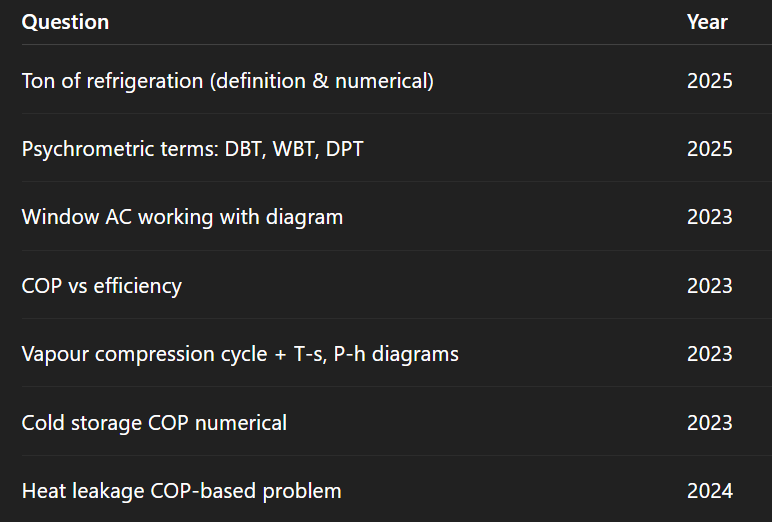 Question Year
Ton of refrigeration (definition & numerical) 2025
Psychrometric terms: DBT, WBT, DPT 2025
Window AC working with diagram 2023
COP vs efficiency 2023
Vapour compression cycle + T-s, P-h diagrams 2023
Cold storage COP numerical 2023
Heat leakage COP-based problem 2024